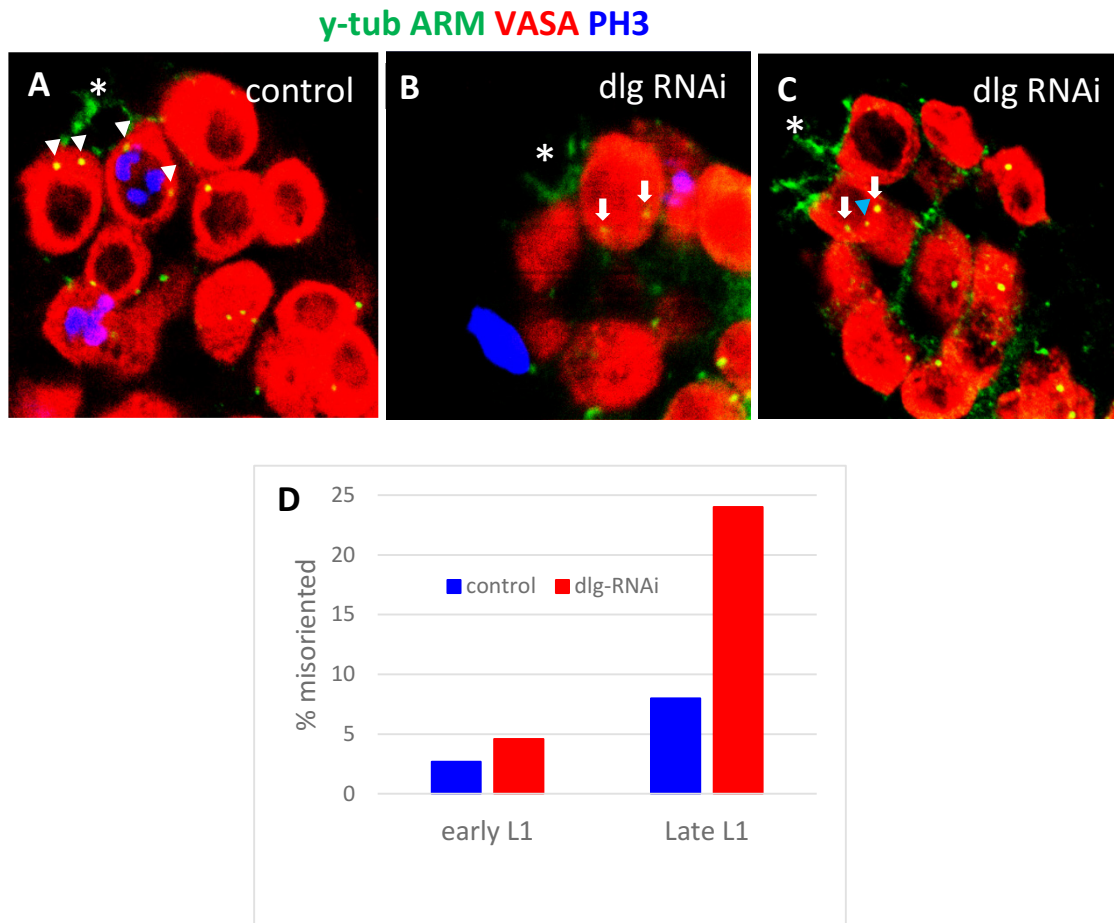 y-tub ARM VASA PH3
A * control
B dlg RNAi
*
C dlg RNAi
*
D
25
20
15
10
5
0
% misoriented
control dlg-RNAi
early L1 Late L1